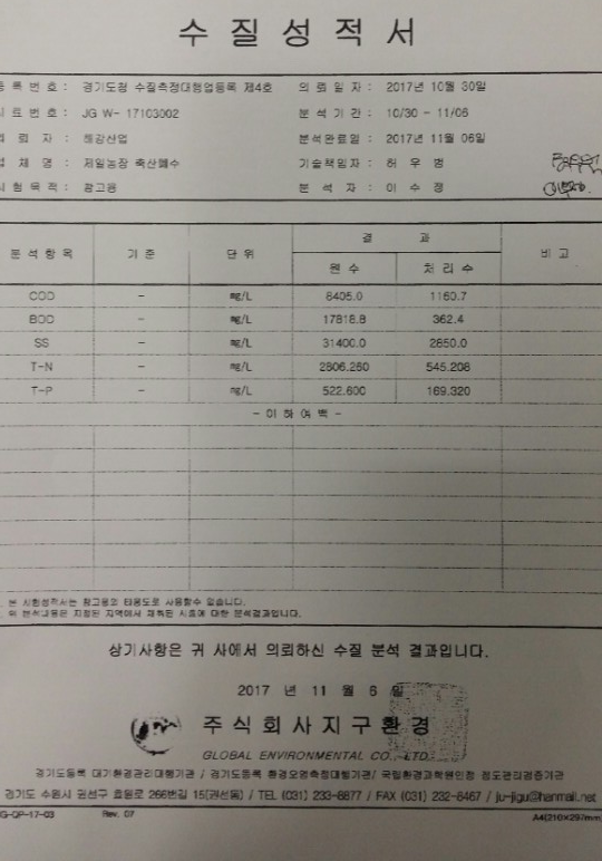 수 질 성 적 서
등 록 번 호 : 경기도청 수질측정대행업등록 제4호 의 뢰 일 자 : 2017년 10월 30일
시 료 번 호 : JG W- 17103002 분 석 기 간 : 10/30 - 11/06
의 뢰 자 : 해강산업 분석완료일 : 2017년 11월 06일
업 체 명 : 제일농장 축산폐수 기술책임자 : 허 우 범
시 험 목 적 : 참고용 분 석 자 : 이 수 정
분 석 항 목 기 준 단 위 결 과 비 고
원 수 처 리 수
COD - mg/L 8405.0 1160.7
BOD - mg/L 17818.8 362.4
SS - mg/L 31400.0 2850.0
T-N - mg/L 2806.250 545.208
T-P - mg/L 522.600 169.320
- 이 하 여 백 -
. 본 시험성적서는 참고용외 타용도로 사용할수 없습니다.
. 위 분석내용은 지정된 지역에서 채취된 시료에 대한 분석결과입니다.
상기사항은 귀 사에서 의뢰하신 수질 분석 결과입니다.
2017 년 11 월 6 일
주식회사지구환경
GLOBAL ENVIRONMENTAL CO., LTD.
경기도등록 대기환경관리대행기관 / 경기도등록 환경오염측정대행기관/ 국립환경과학원인정 정도관리검증기관
경기도 수원시 권선구 효원로 266번길 15(권선동) / TEL (031) 233-8877 / FAX (031) 232-6467 / ju-jigu@hanmail.net
JG-QP-17-03 Rev. 07 A4(210×297mm)